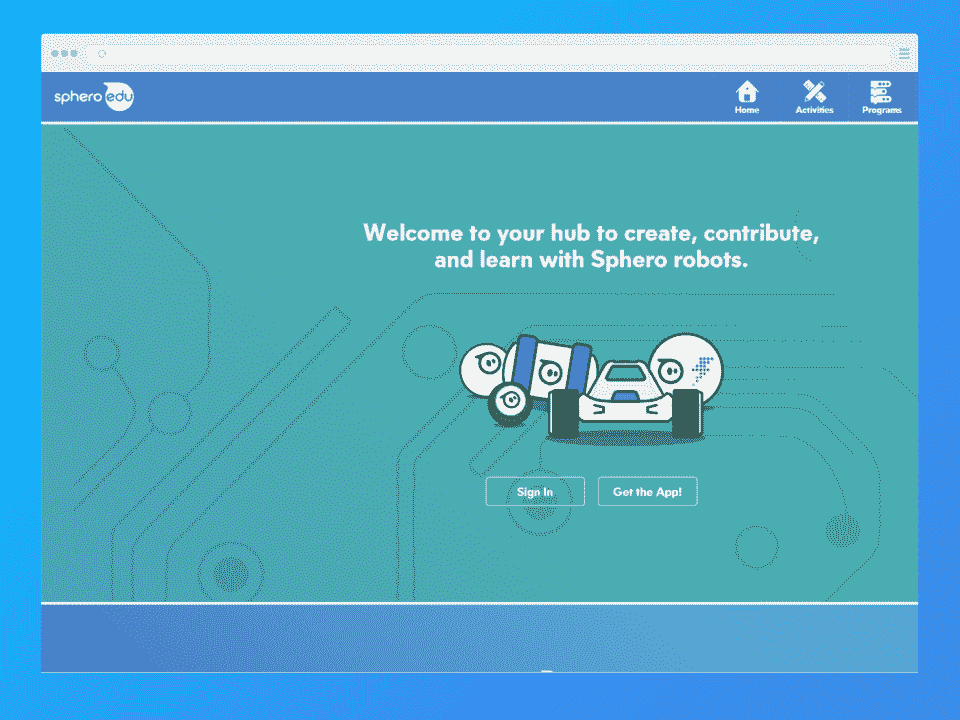 sphero edu
Home
Activities
Programs
Welcome to your hub to create, contribute,
and learn with Sphero robots.
Sign In
Get the App!